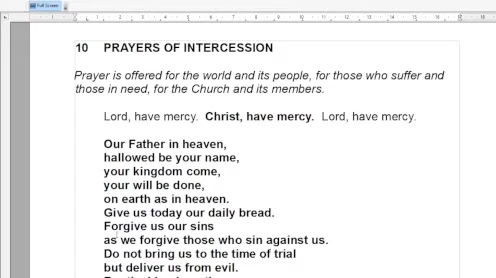 Full Screen
10 PRAYERS OF INTERCESSION
Prayer is offered for the world and its people, for those who suffer and
those in need, for the Church and its members.
Lord, have mercy. Christ, have mercy. Lord, have mercy.
Our Father in heaven,
hallowed be your name,
your kingdom come,
your will be done,
on earth as in heaven.
Give us today our daily bread.
Forgive us our sins
as we forgive those who sin against us.
Do not bring us to the time of trial
but deliver us from evil.